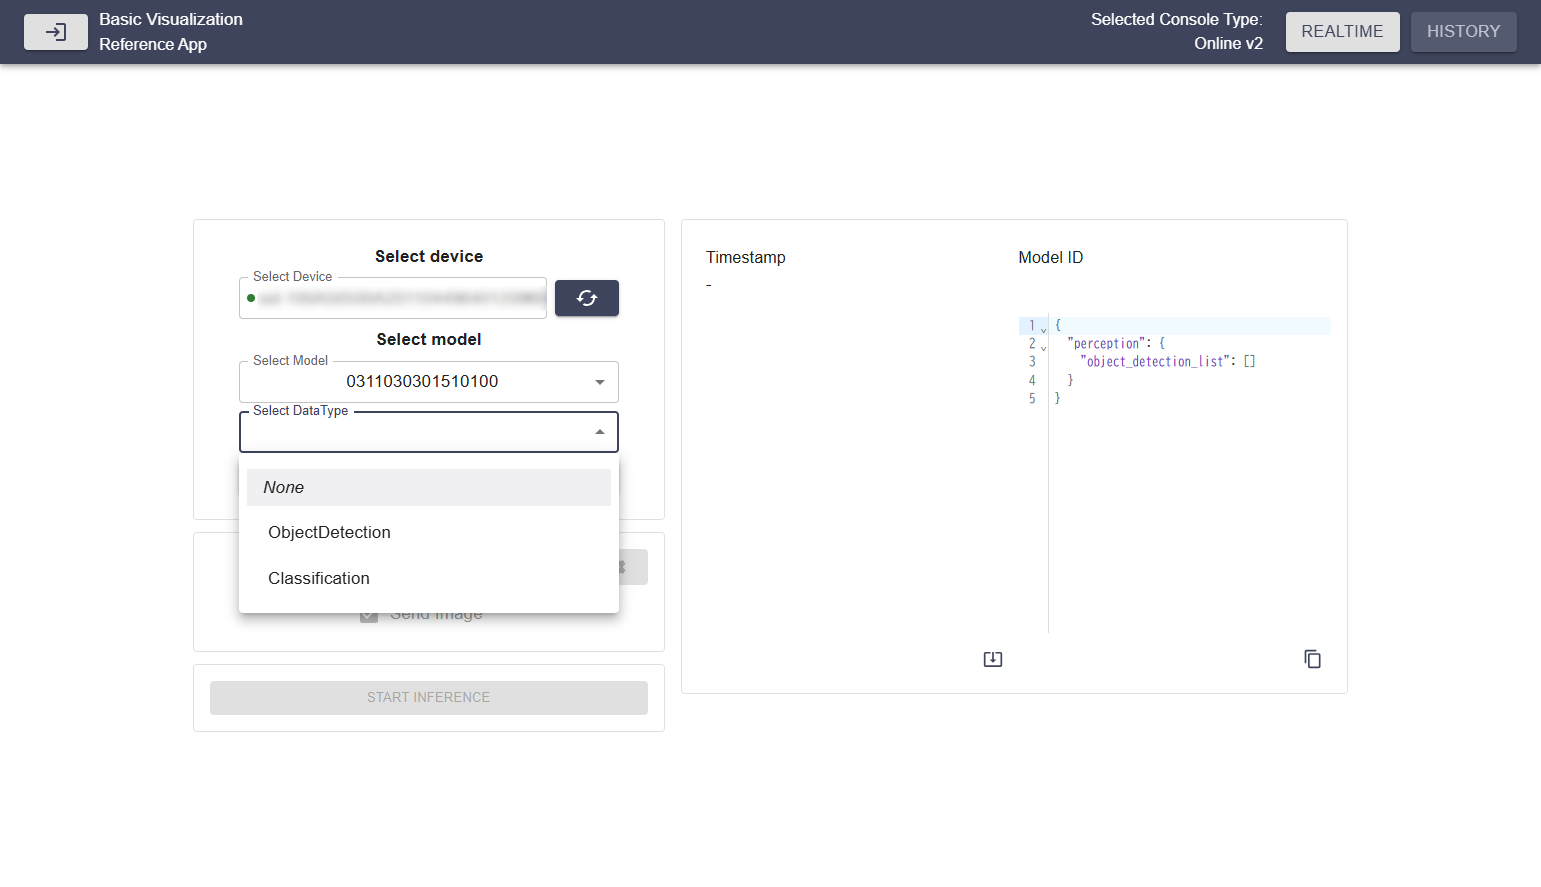 Basic Visualization
Reference App
Selected Console Type:
Online v2
REALTIME
HISTORY
Select device
Select Device
Select model
Select Model
0311030301510100
Select DataType
None
ObjectDetection
Classification
Send Image
START INFERENCE
Timestamp
-
Model ID
1 {
2 "perception": {
3 "object_detection_list": []
4 }
5 }